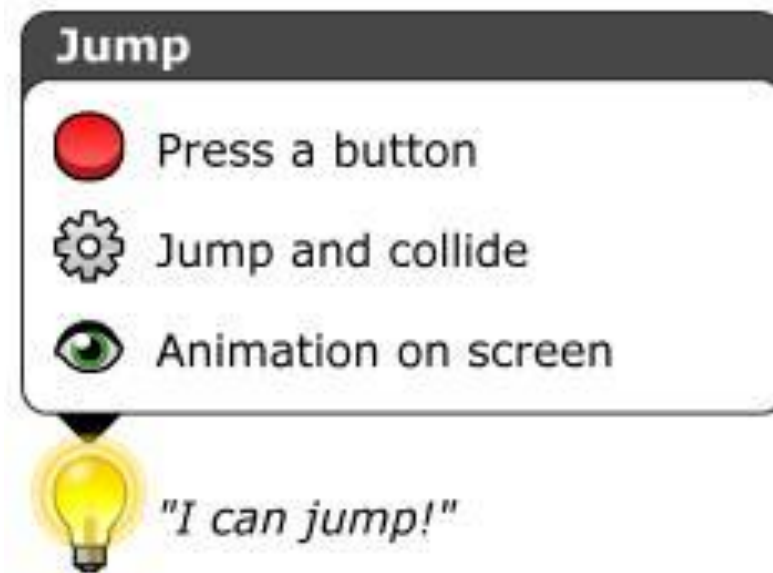 Jump
Press a button
Jump and collide
Animation on screen
"I can jump!"